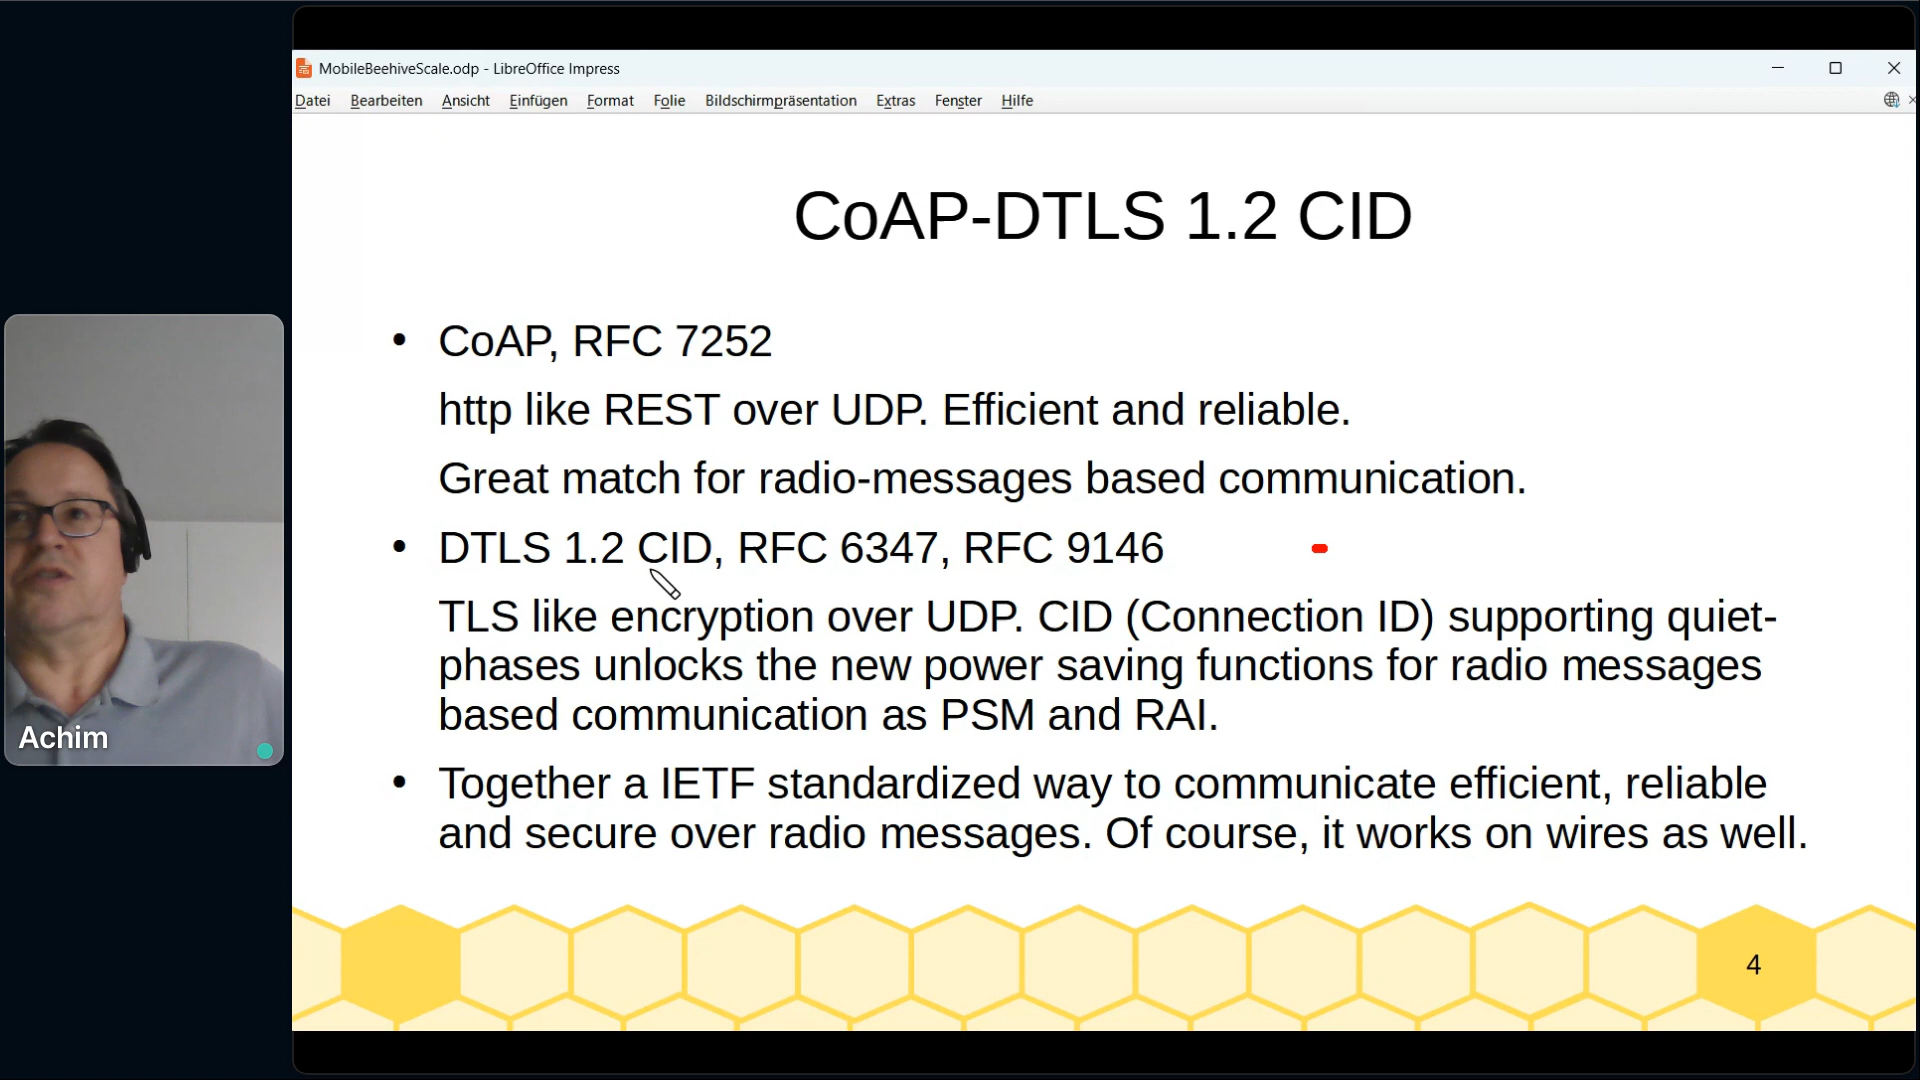 MobileBeehiveScale.odp - LibreOffice Impress
Datei Bearbeiten Ansicht Einfügen Format Folie Bildschirmpräsentation Extras Fenster Hilfe
CoAP-DTLS 1.2 CID
• CoAP, RFC 7252
http like REST over UDP. Efficient and reliable.
Great match for radio-messages based communication.
• DTLS 1.2 CID, RFC 6347, RFC 9146
TLS like encryption over UDP. CID (Connection ID) supporting quiet-
phases unlocks the new power saving functions for radio messages
based communication as PSM and RAI.
• Together a IETF standardized way to communicate efficient, reliable
and secure over radio messages. Of course, it works on wires as well.
Achim
4